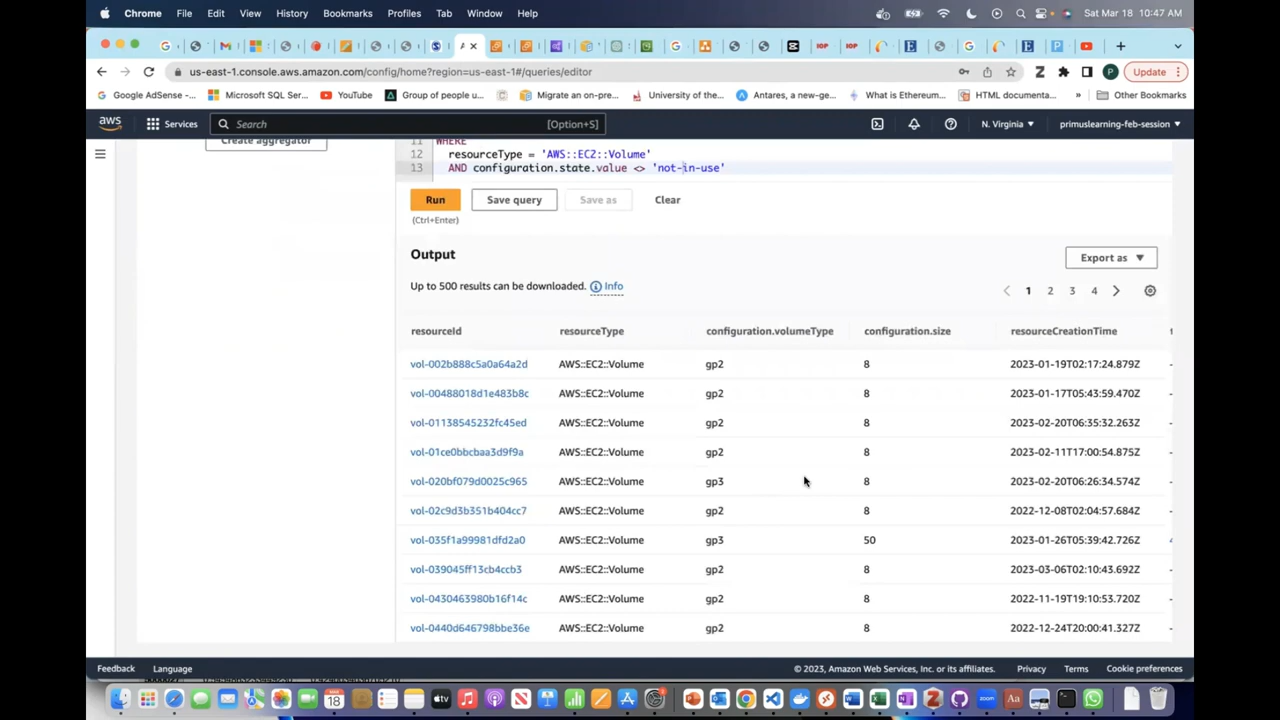 Chrome File Edit View History Bookmarks Profiles Tab Window Help Sat Mar 18 10:47 AM
A
us-east-1.console.aws.amazon.com/config/home?region=us-east-1#/queries/editor
Update
Google AdSense -... Microsoft SQL Ser... YouTube Group of people u... Migrate an on-pre... University of the... Antares, a new-ge... What is Ethereum... HTML documenta... » Other Bookmarks
aws Services Search [Option+S] N. Virginia primuslearning-feb-session
Create aggregator
11 WHERE
12 resourceType = 'AWS::EC2::Volume'
13 AND configuration.state.value <> 'not-in-use'
Run Save query Save as Clear
(Ctrl+Enter)
Output
Export as
Up to 500 results can be downloaded. Info
1 2 3 4
resourceId resourceType configuration.volumeType configuration.size resourceCreationTime
vol-002b888c5a0a64a2d AWS::EC2::Volume gp2 8 2023-01-19T02:17:24.879Z -
vol-00488018d1e483b8c AWS::EC2::Volume gp2 8 2023-01-17T05:43:59.470Z -
vol-01138545232fc45ed AWS::EC2::Volume gp2 8 2023-02-20T06:35:32.263Z -
vol-01ce0bbcbaa3d9f9a AWS::EC2::Volume gp2 8 2023-02-11T17:00:54.875Z -
vol-020bf079d0025c965 AWS::EC2::Volume gp3 8 2023-02-20T06:26:34.574Z -
vol-02c9d3b351b404cc7 AWS::EC2::Volume gp2 8 2022-12-08T02:04:57.684Z -
vol-035f1a99981dfd2a0 AWS::EC2::Volume gp3 50 2023-01-26T05:39:42.726Z
vol-039045ff13cb4ccb3 AWS::EC2::Volume gp2 8 2023-03-06T02:10:43.692Z -
vol-0430463980b16f14c AWS::EC2::Volume gp2 8 2022-11-19T19:10:53.720Z -
vol-0440d646798bbe36e AWS::EC2::Volume gp2 8 2022-12-24T20:00:41.327Z -
Feedback Language © 2023, Amazon Web Services, Inc. or its affiliates. Privacy Terms Cookie preferences